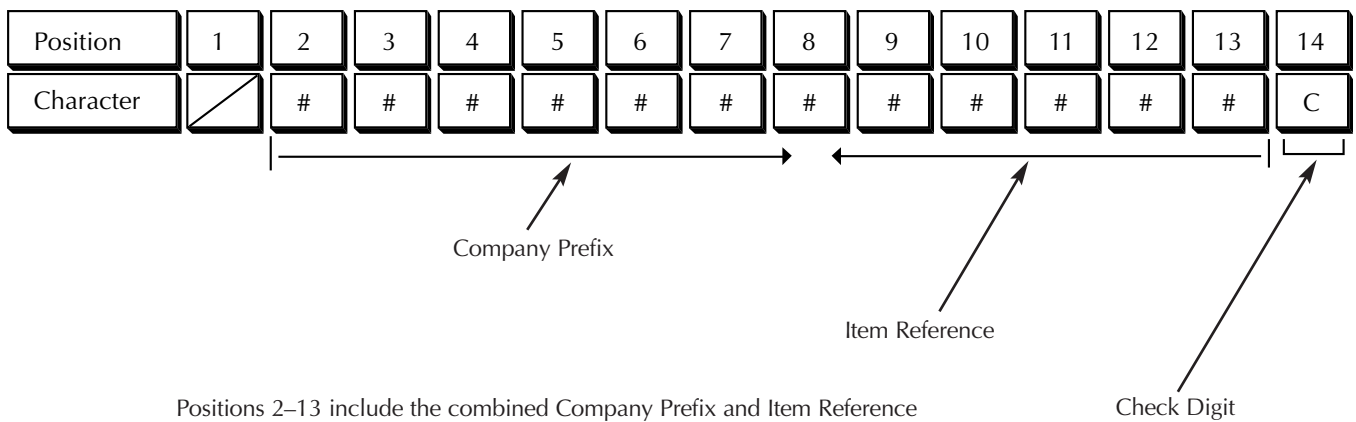 Position 1 2 3 4 5 6 7 8 9 10 11 12 13 14
Character # # # # # # # # # # # # C
Company Prefix
Item Reference
Positions 2–13 include the combined Company Prefix and Item Reference
Check Digit